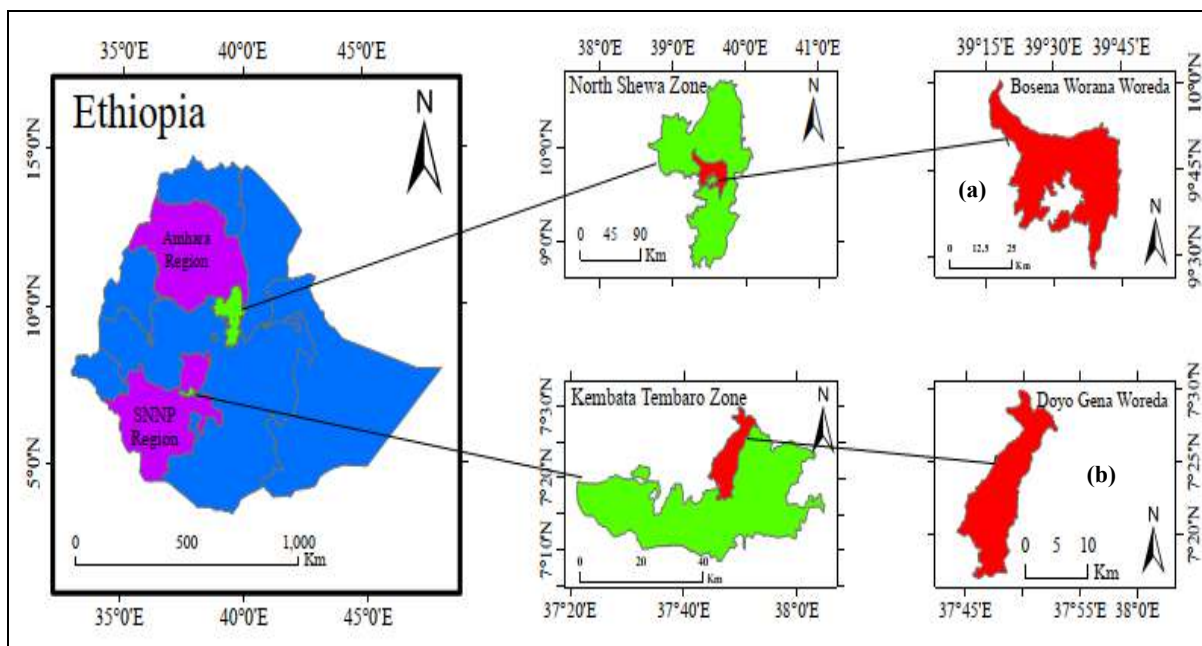 35°0'E 40°0'E 45°0'E
Ethiopia
N
15°0'N
10°0'N
5°0'N
Amhara
Region
SNNP
Region
0 500 1,000
Km
35°0'E 40°0'E 45°0'E
38°0'E 39°0'E 40°0'E 41°0'E
North Shewa Zone
N
10°0'N
9°0'N
0 45 90
Km
39°15'E 39°30'E 39°45'E
Bosena Worana Woreda
10°0'N
9°45'N
9°30'N
(a)
N
0 12.5 25
Km
Kembata Tembaro Zone
N
7°30'N
7°20'N
7°10'N
0 20 40
Km
37°20'E 37°40'E 38°0'E
Doyo Gena Woreda
7°30'N
7°25'N
7°20'N
(b)
N
0 5 10
Km
37°45'E 37°55'E 38°0'E